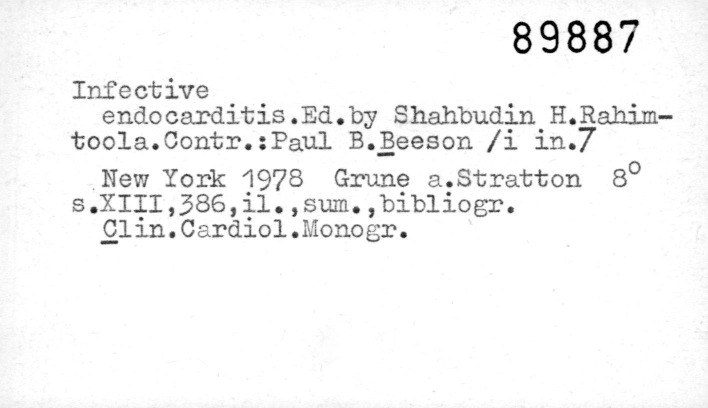 89887
Infective
endocarditis.Ed.by Shahbudin H.Rahim-
toola.Contr.:Paul B.Beeson /i in.7
New York 1978 Grune a.Stratton 8°
s.XIII,386,il.,sum.,bibliogr.
Clin.Cardiol.Monogr.